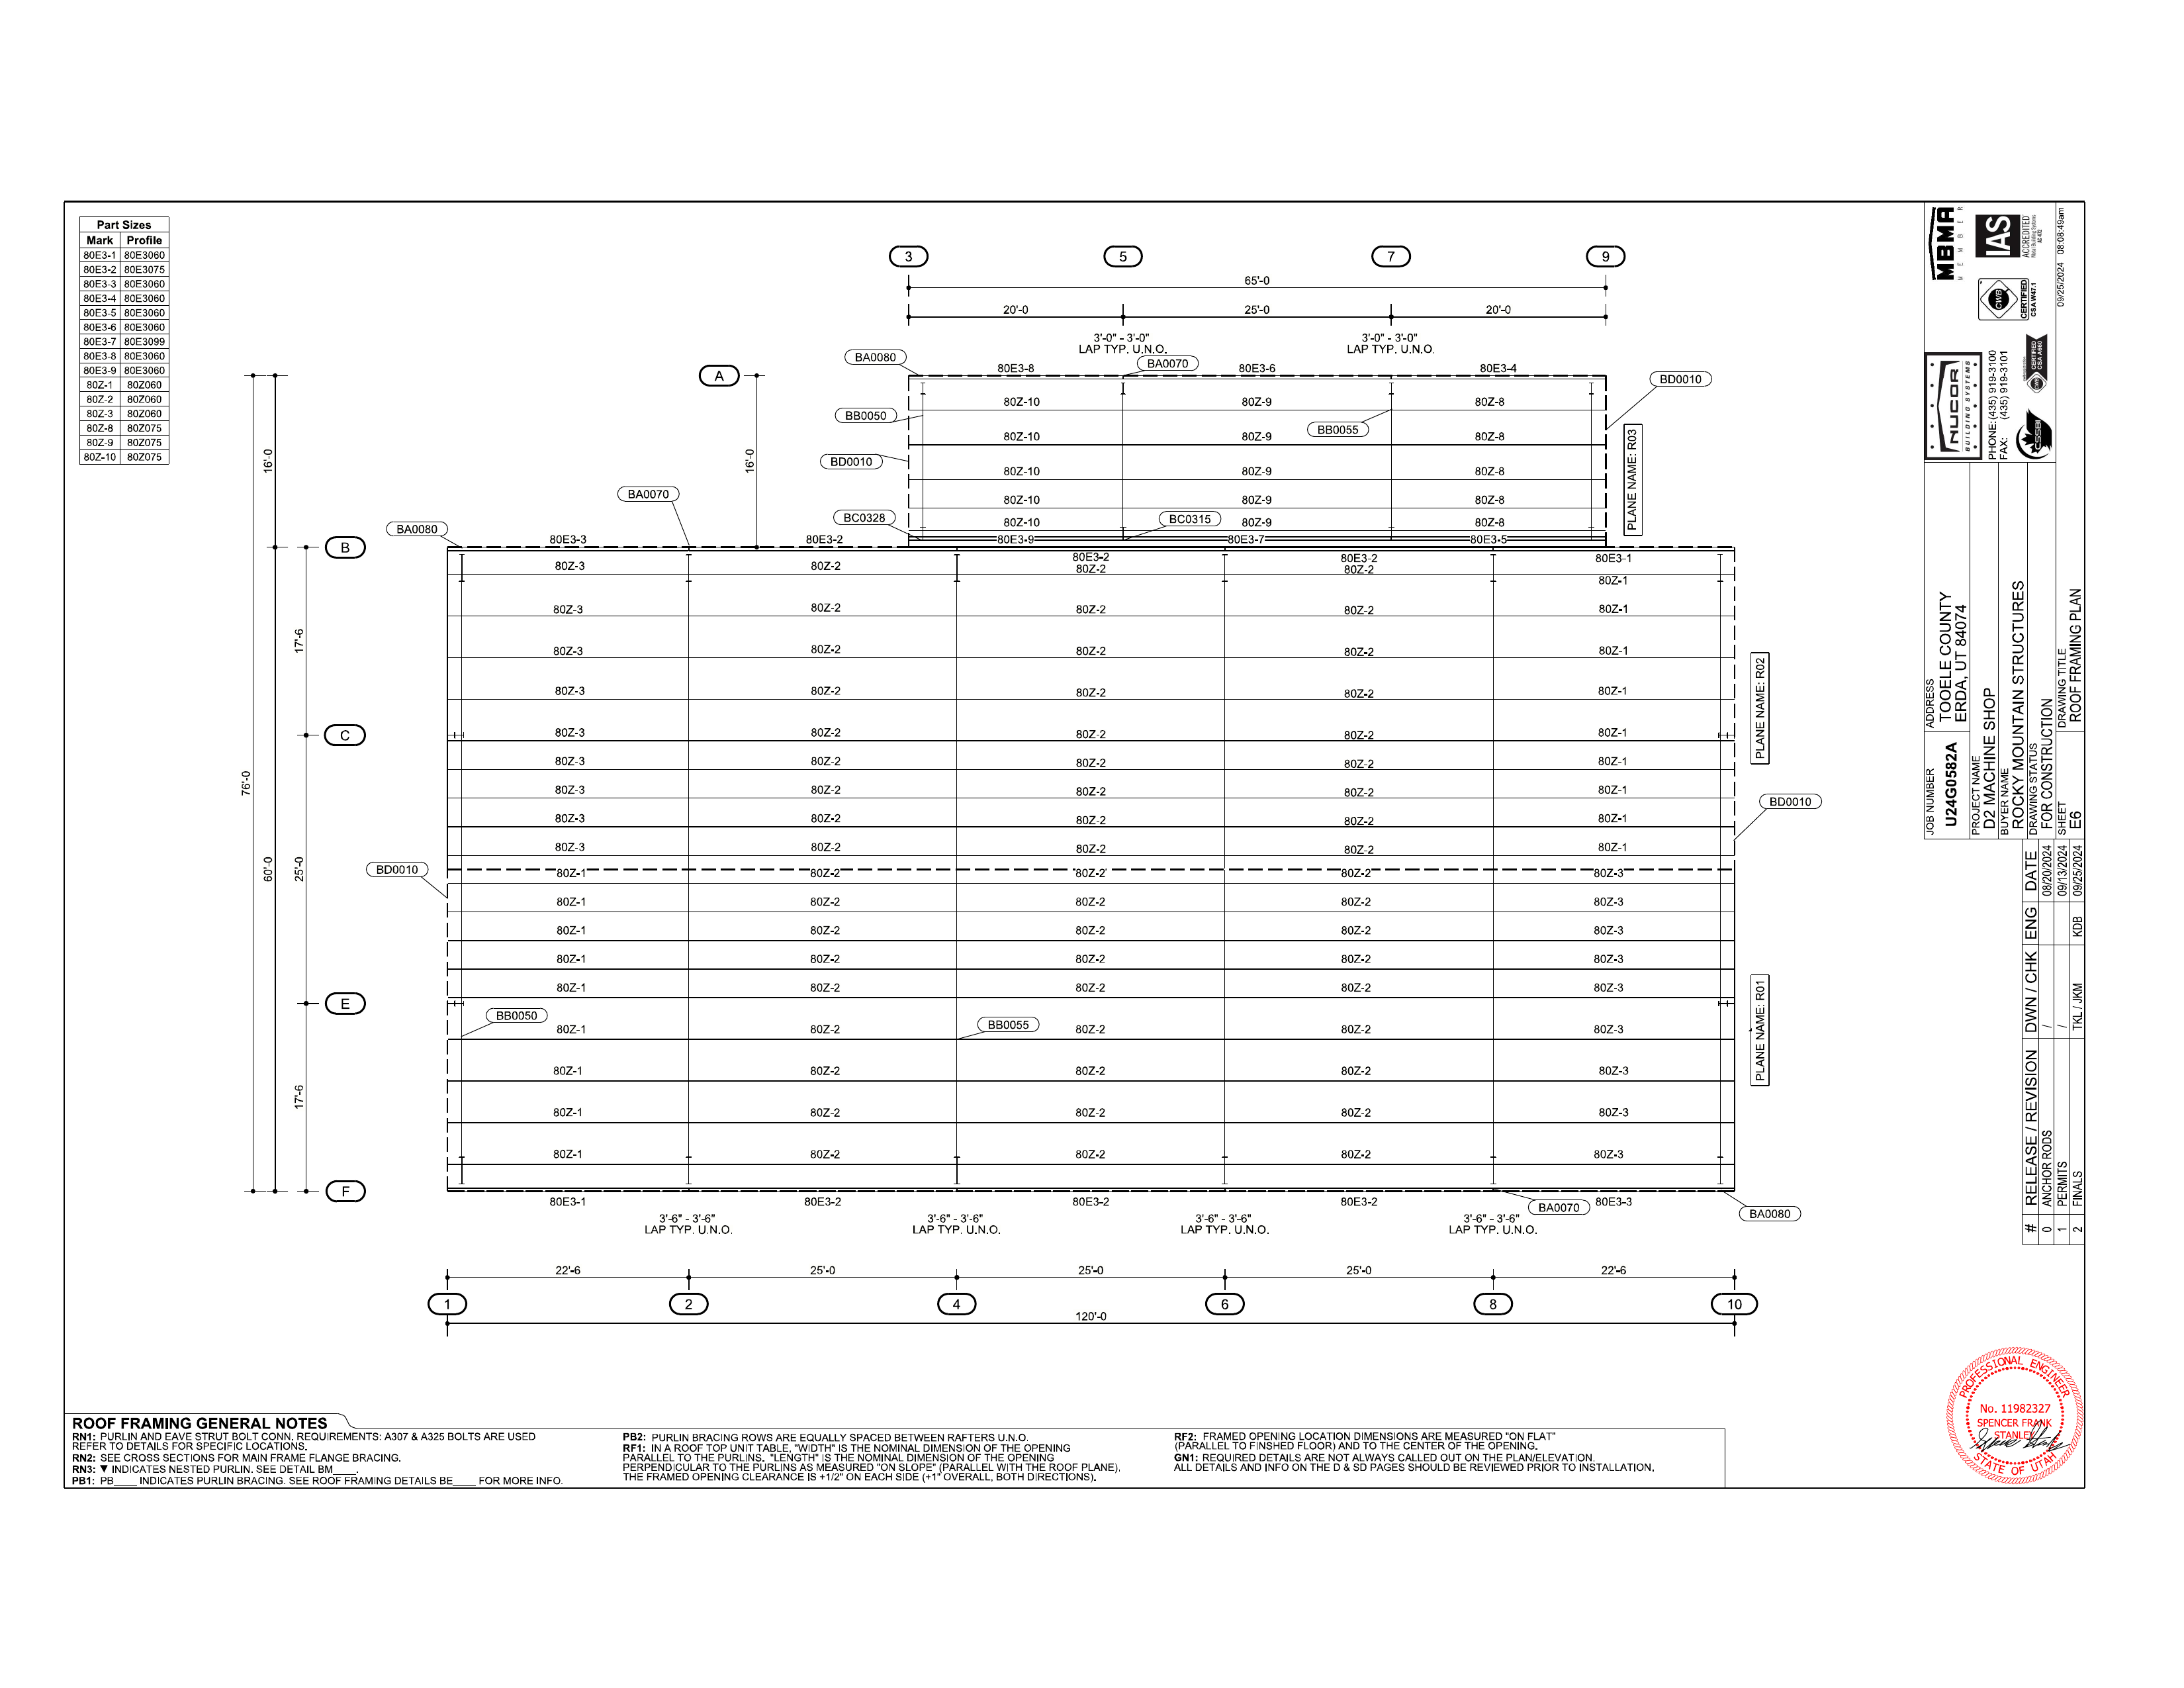 Part Sizes
Mark Profile
80E3-1 80E3060
80E3-2 80E3075
80E3-3 80E3060
80E3-4 80E3060
80E3-5 80E3060
80E3-6 80E3060
80E3-7 80E3099
80E3-8 80E3060
80E3-9 80E3060
80Z-1 80Z060
80Z-2 80Z060
80Z-3 80Z060
80Z-8 80Z075
80Z-9 80Z075
80Z-10 80Z075
3 5 7 9
65'-0
20'-0 25'-0 20'-0
3'-0" - 3'-0" 3'-0" - 3'-0"
LAP TYP. U.N.O. LAP TYP. U.N.O.
BA0080 BA0070
80E3-8 80E3-6 80E3-4
A
BD0010
80Z-10 80Z-9 80Z-8
BB0050
BB0055
80Z-10 80Z-9 80Z-8
BD0010
80Z-10 80Z-9 80Z-8
PLANE NAME: R03
16'-0
16'-0
80Z-10 80Z-9 80Z-8
BA0070
BC0328 BC0315
80Z-10 80Z-9 80Z-8
BA0080
80E3-3 80E3-2 80E3-9 80E3-7 80E3-5
B
80E3-2 80E3-2 80E3-1
80Z-3 80Z-2 80Z-2 80Z-2 80Z-1
80Z-3 80Z-2 80Z-2 80Z-2 80Z-1
17'-6
80Z-3 80Z-2 80Z-2 80Z-2 80Z-1
80Z-3 80Z-2 80Z-2 80Z-2 80Z-1
PLANE NAME: R02
C
80Z-3 80Z-2 80Z-2 80Z-2 80Z-1
80Z-3 80Z-2 80Z-2 80Z-2 80Z-1
76'-0
80Z-3 80Z-2 80Z-2 80Z-2 80Z-1
BD0010
80Z-3 80Z-2 80Z-2 80Z-2 80Z-1
80Z-3 80Z-2 80Z-2 80Z-2 80Z-1
60'-0
25'-0
BD0010
80Z-1 80Z-2 80Z-2 80Z-2 80Z-3
80Z-1 80Z-2 80Z-2 80Z-2 80Z-3
80Z-1 80Z-2 80Z-2 80Z-2 80Z-3
80Z-1 80Z-2 80Z-2 80Z-2 80Z-3
80Z-1 80Z-2 80Z-2 80Z-2 80Z-3
E
BB0050 BB0055
80Z-1 80Z-2 80Z-2 80Z-2 80Z-3
PLANE NAME: R01
80Z-1 80Z-2 80Z-2 80Z-2 80Z-3
17'-6
80Z-1 80Z-2 80Z-2 80Z-2 80Z-3
80Z-1 80Z-2 80Z-2 80Z-2 80Z-3
F
80E3-1 80E3-2 80E3-2 80E3-2 80E3-3
BA0070 BA0080
3'-6" - 3'-6" 3'-6" - 3'-6" 3'-6" - 3'-6" 3'-6" - 3'-6"
LAP TYP. U.N.O. LAP TYP. U.N.O. LAP TYP. U.N.O. LAP TYP. U.N.O.
22'-6 25'-0 25'-0 25'-0 22'-6
1 2 4 6 8 10
120'-0
ROOF FRAMING GENERAL NOTES
RN1: PURLIN AND EAVE STRUT BOLT CONN. REQUIREMENTS: A307 & A325 BOLTS ARE USED
REFER TO DETAILS FOR SPECIFIC LOCATIONS.
RN2: SEE CROSS SECTIONS FOR MAIN FRAME FLANGE BRACING.
RN3: ▼ INDICATES NESTED PURLIN. SEE DETAIL BM____.
PB1: PB____ INDICATES PURLIN BRACING. SEE ROOF FRAMING DETAILS BE____ FOR MORE INFO.
PB2: PURLIN BRACING ROWS ARE EQUALLY SPACED BETWEEN RAFTERS U.N.O.
RF1: IN A ROOF TOP UNIT TABLE, "WIDTH" IS THE NOMINAL DIMENSION OF THE OPENING
PARALLEL TO THE PURLINS. "LENGTH" IS THE NOMINAL DIMENSION OF THE OPENING
PERPENDICULAR TO THE PURLINS AS MEASURED "ON SLOPE" (PARALLEL WITH THE ROOF PLANE).
THE FRAMED OPENING CLEARANCE IS +1/2" ON EACH SIDE (+1" OVERALL, BOTH DIRECTIONS).
RF2: FRAMED OPENING LOCATION DIMENSIONS ARE MEASURED "ON FLAT"
(PARALLEL TO FINSHED FLOOR) AND TO THE CENTER OF THE OPENING.
GN1: REQUIRED DETAILS ARE NOT ALWAYS CALLED OUT ON THE PLAN/ELEVATION.
ALL DETAILS AND INFO ON THE D & SD PAGES SHOULD BE REVIEWED PRIOR TO INSTALLATION.
MBMA
MEMBER
IAS
ACCREDITED
Metal Building Systems
AC 472
CWB
CERTIFIED
CSA W47.1
CWB
CERTIFIED
CSA A660
CSSBI
NUCOR
BUILDING SYSTEMS
PHONE: (435) 919-3100
FAX: (435) 919-3101
09/25/2024 08:08:49am
JOB NUMBER
U24G0582A
ADDRESS
TOOELE COUNTY
ERDA, UT 84074
PROJECT NAME
D2 MACHINE SHOP
BUYER NAME
ROCKY MOUNTAIN STRUCTURES
DRAWING STATUS
FOR CONSTRUCTION
SHEET
E6
DRAWING TITLE
ROOF FRAMING PLAN
# RELEASE / REVISION DWN / CHK ENG DATE
0 ANCHOR RODS / 08/20/2024
1 PERMITS / 09/13/2024
2 FINALS TKL / JKM KDB 09/25/2024
PROFESSIONAL ENGINEER
No. 11982327
SPENCER FRANK
STANLEY
STATE OF UTAH